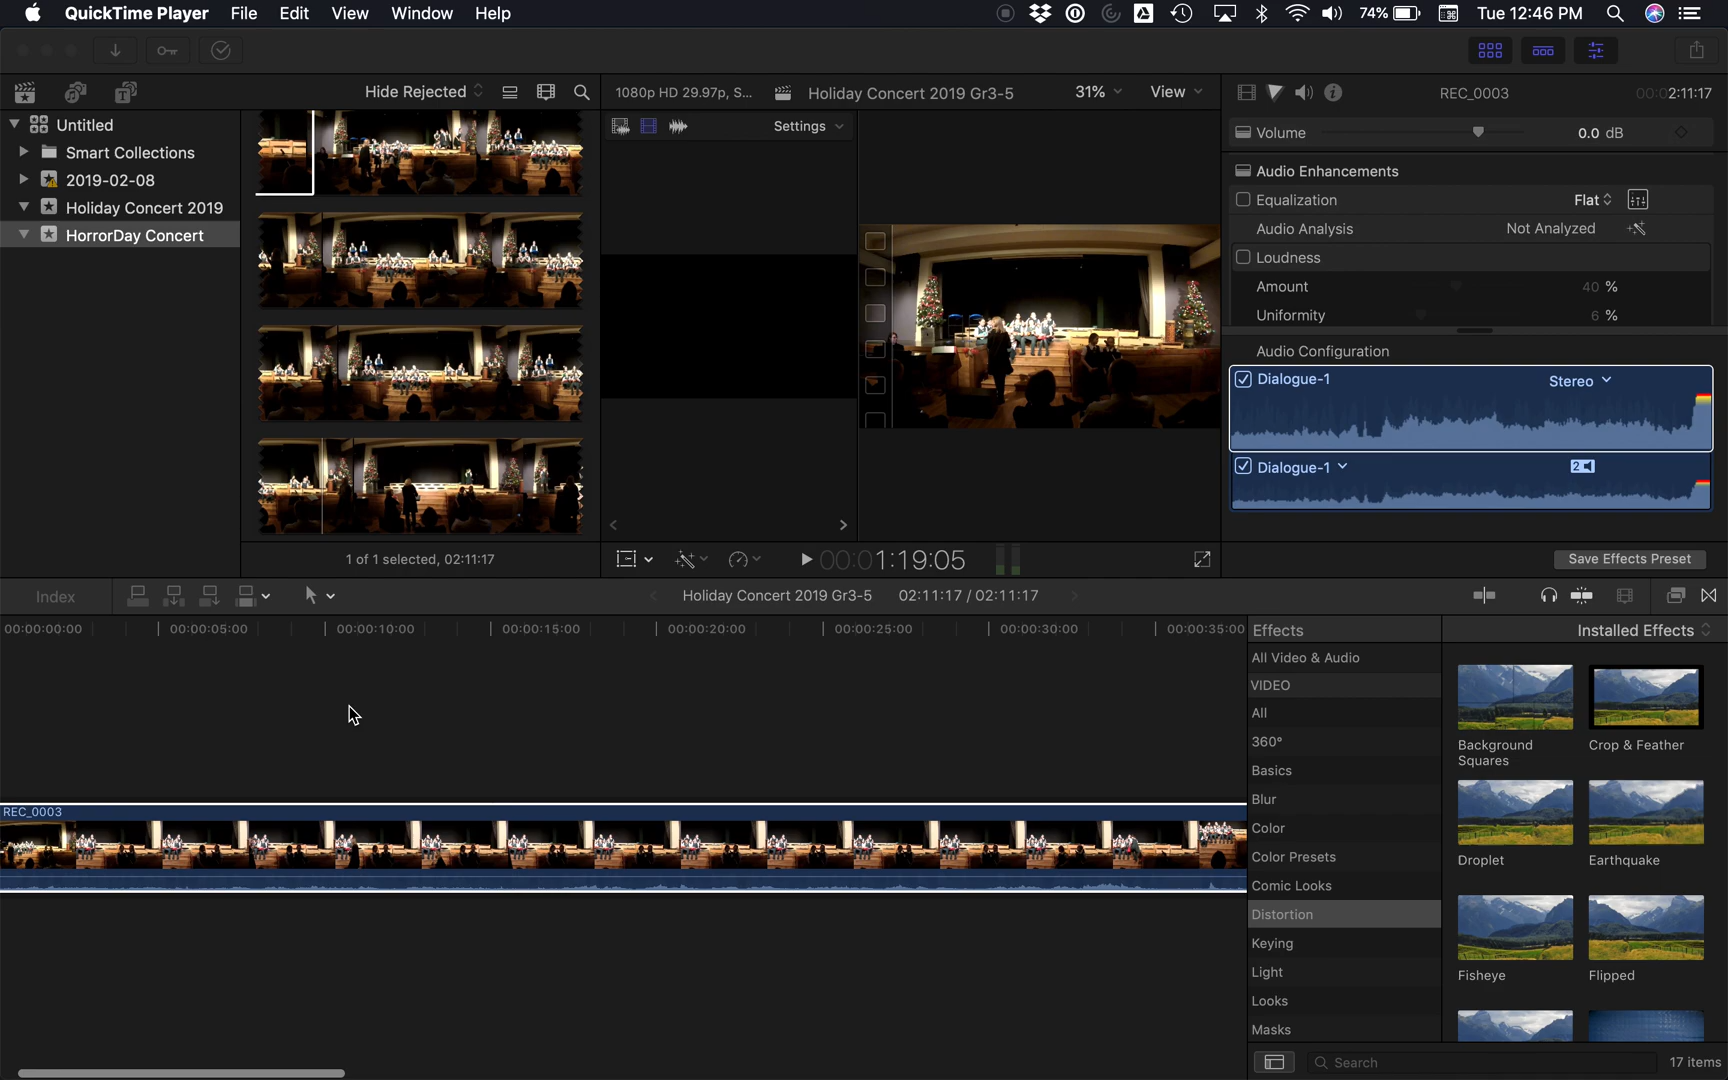 QuickTime Player File Edit View Window Help 74% Tue 12:46 PM
Hide Rejected 1080p HD 29.97p, S... Holiday Concert 2019 Gr3-5 31% View REC_0003 00:02:11:17
Untitled
Smart Collections
2019-02-08
Holiday Concert 2019
HorrorDay Concert
1 of 1 selected, 02:11:17
Settings
00:01:19:05
Volume 0.0 dB
Audio Enhancements
Equalization Flat
Audio Analysis Not Analyzed
Loudness
Amount 40 %
Uniformity 6 %
Audio Configuration
Dialogue-1 Stereo
Dialogue-1 2
Save Effects Preset
Index Holiday Concert 2019 Gr3-5 02:11:17 / 02:11:17
00:00:00:00 00:00:05:00 00:00:10:00 00:00:15:00 00:00:20:00 00:00:25:00 00:00:30:00 00:00:35:00
REC_0003
Effects Installed Effects
All Video & Audio
VIDEO
All
360°
Basics
Blur
Color
Color Presets
Comic Looks
Distortion
Keying
Light
Looks
Masks
Background
Squares
Crop & Feather
Droplet Earthquake
Fisheye Flipped
Search 17 items